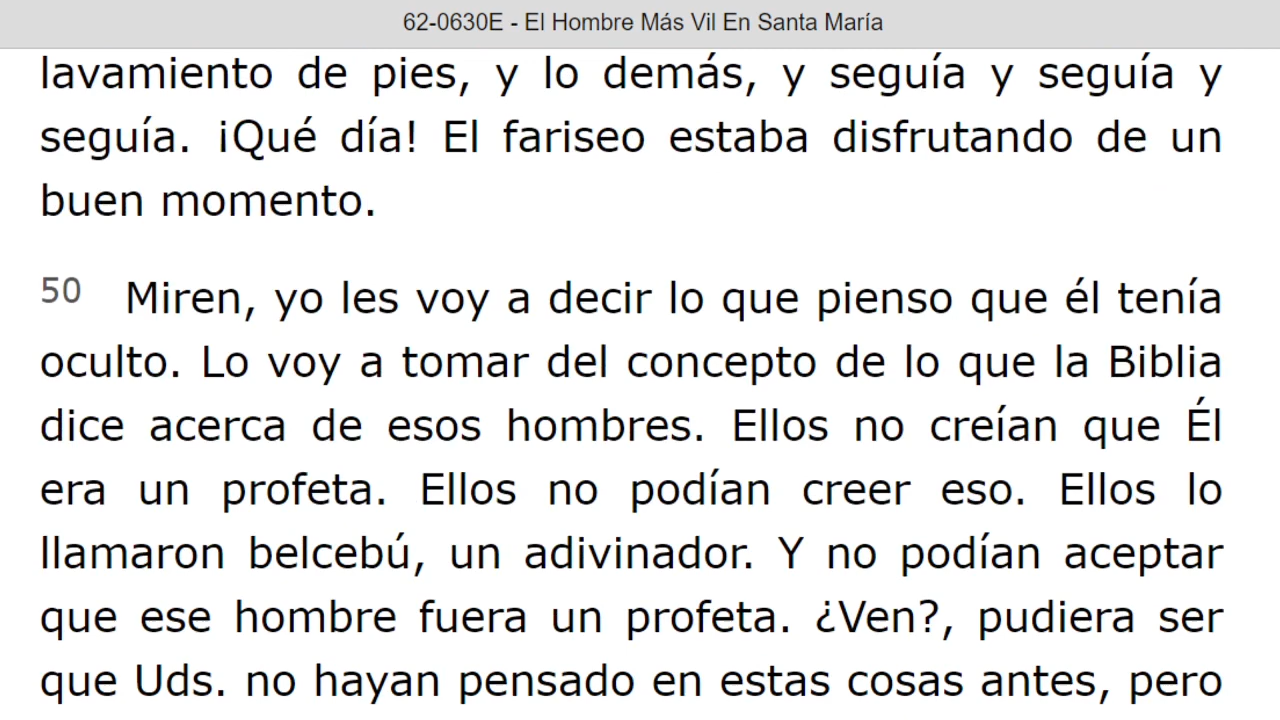 62-0630E - El Hombre Más Vil En Santa María
lavamiento de pies, y lo demás, y seguía y seguía y
seguía. ¡Qué día! El fariseo estaba disfrutando de un
buen momento.
50 Miren, yo les voy a decir lo que pienso que él tenía
oculto. Lo voy a tomar del concepto de lo que la Biblia
dice acerca de esos hombres. Ellos no creían que Él
era un profeta. Ellos no podían creer eso. Ellos lo
llamaron belcebú, un adivinador. Y no podían aceptar
que ese hombre fuera un profeta. ¿Ven?, pudiera ser
que Uds. no hayan pensado en estas cosas antes, pero